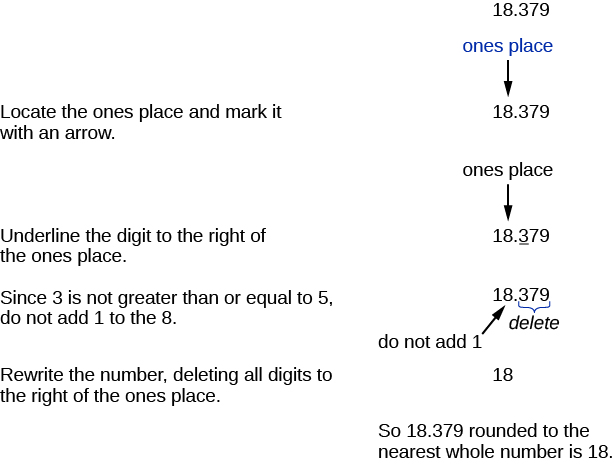 18.379
ones place
Locate the ones place and mark it
with an arrow.
18.379
ones place
Underline the digit to the right of
the ones place.
18.379
Since 3 is not greater than or equal to 5,
do not add 1 to the 8.
18.379
delete
do not add 1
Rewrite the number, deleting all digits to
the right of the ones place.
18
So 18.379 rounded to the
nearest whole number is 18.